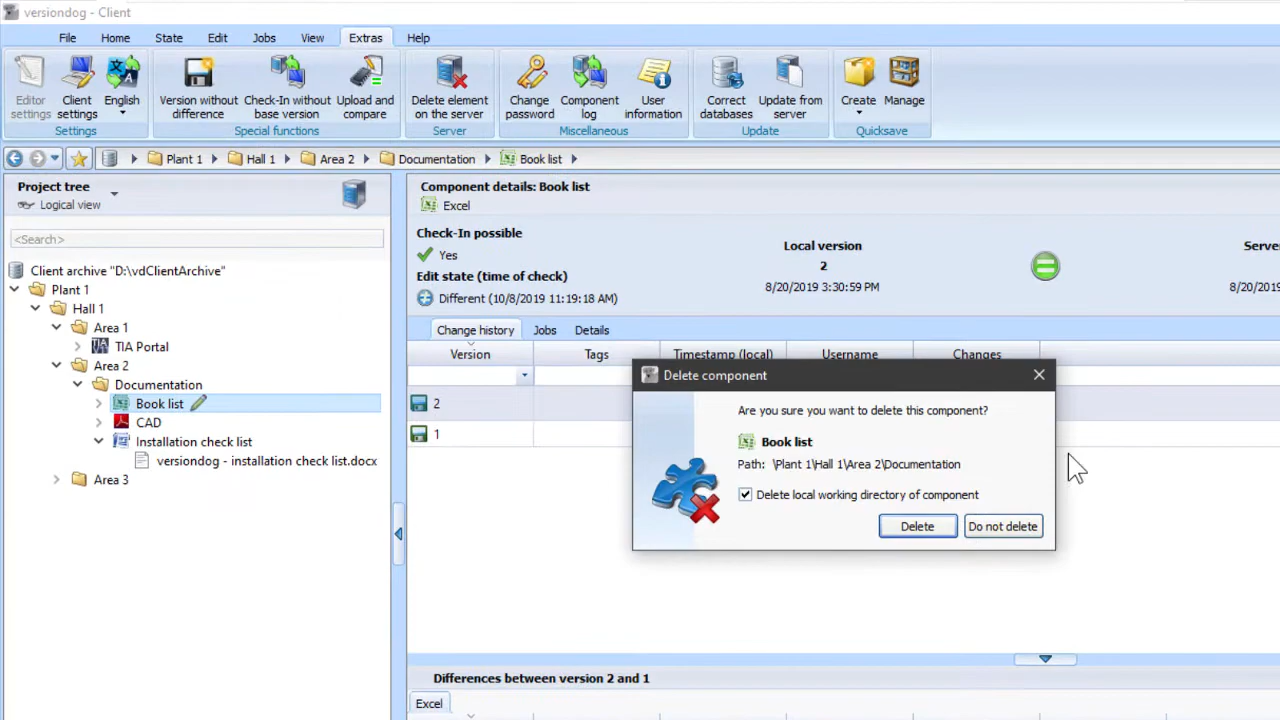 versiondog - Client
File Home State Edit Jobs View Extras Help
Editor settings
Client settings
English
Settings
Version without difference
Check-In without base version
Upload and compare
Special functions
Delete element on the server
Server
Change password
Component log
User information
Miscellaneous
Correct databases
Update from server
Update
Create
Manage
Quicksave
Plant 1 Hall 1 Area 2 Documentation Book list
Project tree
Logical view
<Search>
Client archive "D:\vdClientArchive"
Plant 1
Hall 1
Area 1
TIA Portal
Area 2
Documentation
Book list
CAD
Installation check list
versiondog - installation check list.docx
Area 3
Component details: Book list
Excel
Check-In possible
Yes
Edit state (time of check)
Different (10/8/2019 11:19:18 AM)
Local version
2
8/20/2019 3:30:59 PM
Serve
8/20/20
Change history Jobs Details
Version Tags Timestamp (local) Username Changes
2
1
Delete component
Are you sure you want to delete this component?
Book list
Path: \Plant 1\Hall 1\Area 2\Documentation
Delete local working directory of component
Delete Do not delete
Differences between version 2 and 1
Excel